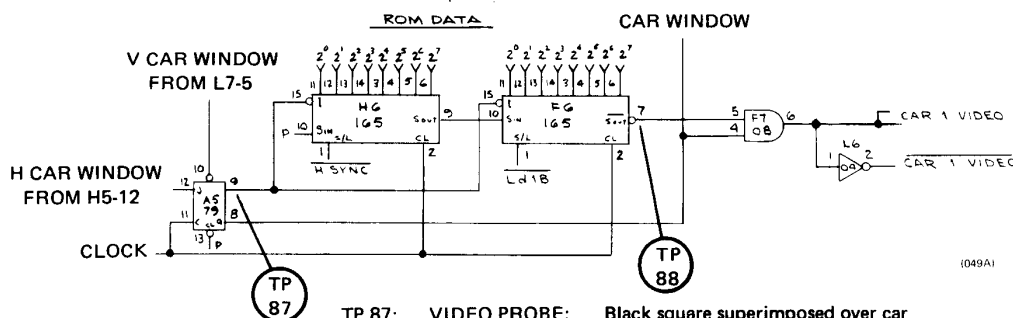 ROM DATA
CAR WINDOW
V CAR WINDOW
FROM L7-5
2⁰ 2¹ 2² 2³ 2⁴ 2⁵ 2⁶ 2⁷
2⁰ 2¹ 2² 2³ 2⁴ 2⁵ 2⁶ 2⁷
11 12 13 14 3 4 5 6
11 12 13 14 3 4 5 6
15 I H6 165 SOUT 9
15 I F6 165 SOUT 7
P 10 SIN S/L CL
10 SIN S/L CL
1 H SYNC 2
1 Ld 1B 2
5 4 F7 08 6
CAR 1 VIDEO
1 L6 04 2
CAR 1 VIDEO
H CAR WINDOW
FROM H5-12
10
12 J A5 79 9
11 C CL Q 8
13 P
CLOCK
TP
87
TP
88
(049A)
TP 87: VIDEO PROBE: Black square superimposed over car